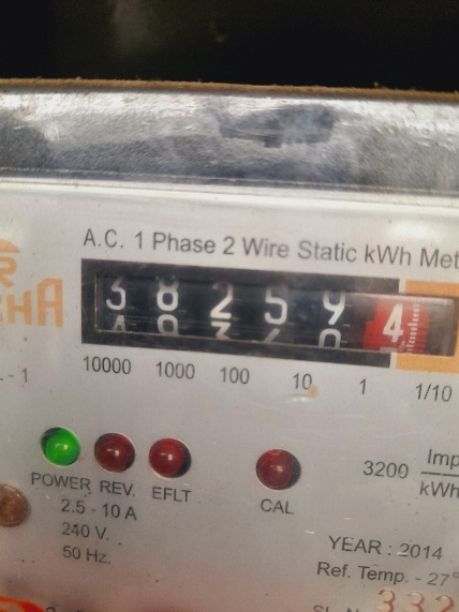 A.C. 1 Phase 2 Wire Static kWh Met
3 8 2 5 9 4
10000 1000 100 10 1 1/10
POWER REV. EFLT CAL
3200 Imp
kWh
2.5 - 10 A
240 V.
50 Hz.
YEAR : 2014
Ref. Temp. - 27°
332